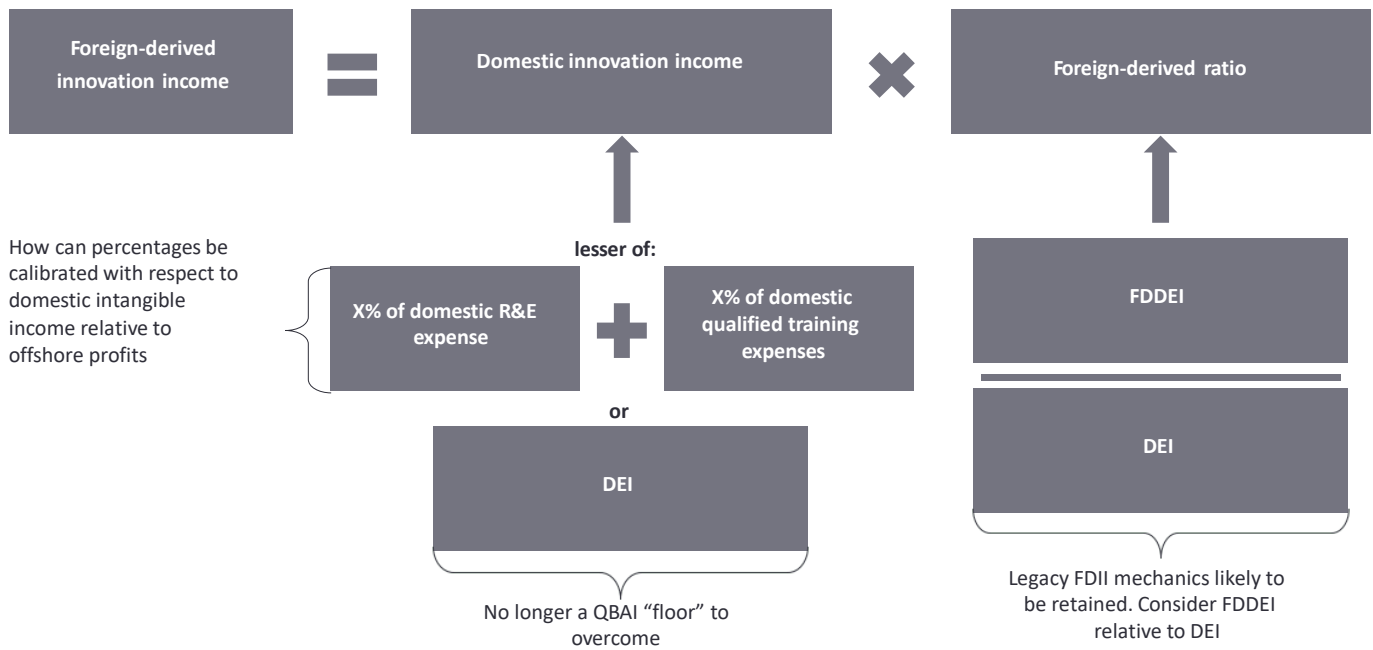 Foreign-derived
innovation income
Domestic innovation income
Foreign-derived ratio
How can percentages be
calibrated with respect to
domestic intangible
income relative to
offshore profits
lesser of:
X% of domestic R&E
expense
X% of domestic
qualified training
expenses
or
DEI
No longer a QBAI “floor” to
overcome
FDDEI
DEI
Legacy FDII mechanics likely to
be retained. Consider FDDEI
relative to DEI